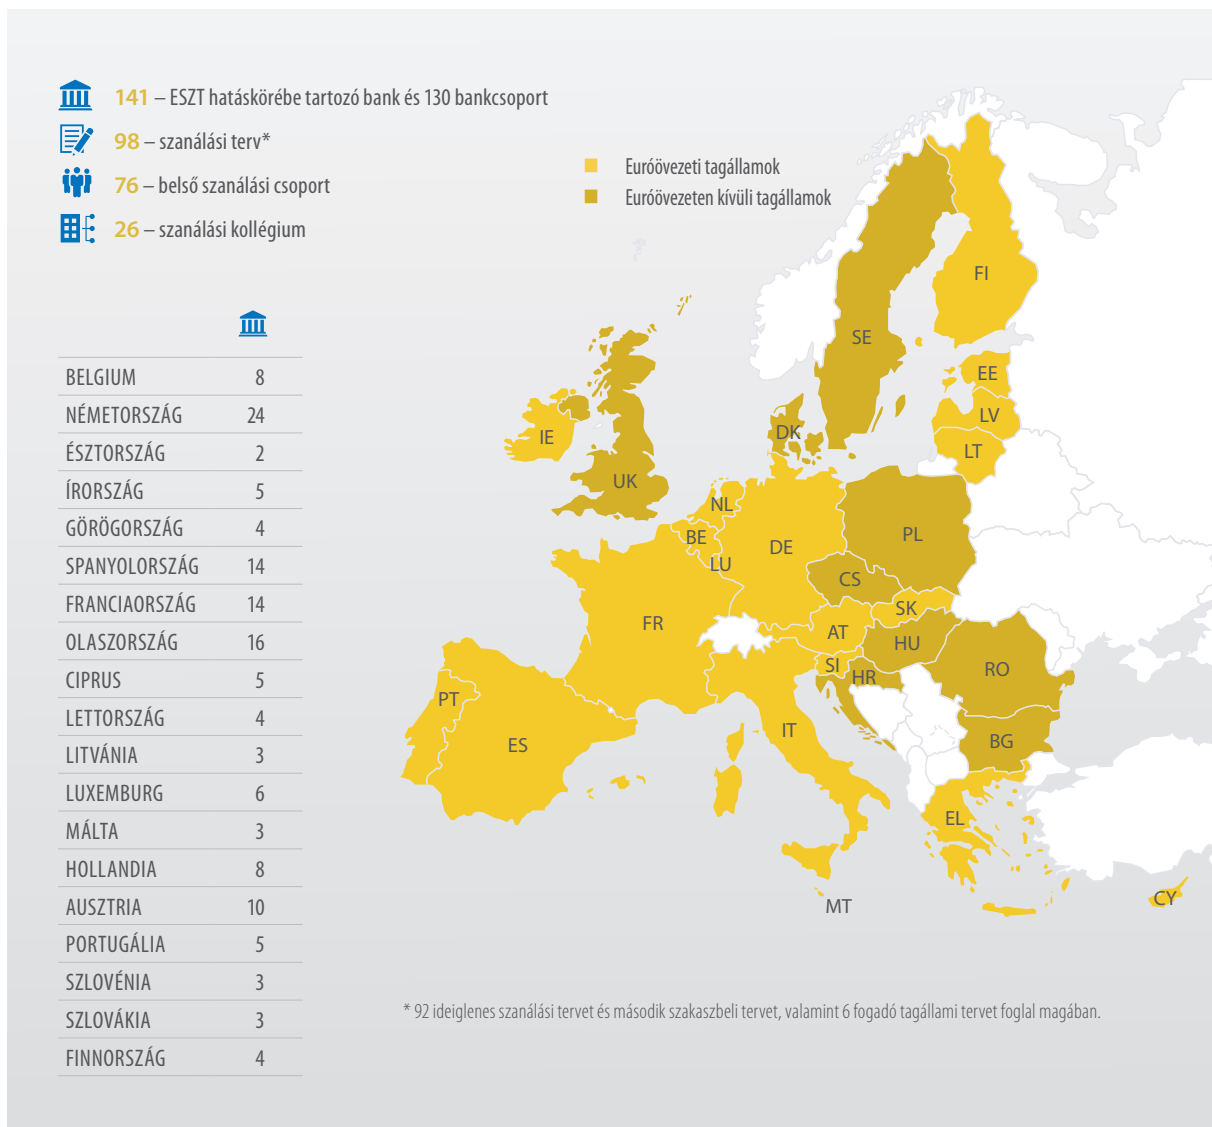 141 – ESZT hatáskörébe tartozó bank és 130 bankcsoport
98 – szanálási terv*
76 – belső szanálási csoport
26 – szanálási kollégium
Euróövezeti tagállamok
Euróövezeten kívüli tagállamok
BELGIUM 8
NÉMETORSZÁG 24
ÉSZTORSZÁG 2
ÍRORSZÁG 5
GÖRÖGORSZÁG 4
SPANYOLORSZÁG 14
FRANCIAORSZÁG 14
OLASZORSZÁG 16
CIPRUS 5
LETTORSZÁG 4
LITVÁNIA 3
LUXEMBURG 6
MÁLTA 3
HOLLANDIA 8
AUSZTRIA 10
PORTUGÁLIA 5
SZLOVÉNIA 3
SZLOVÁKIA 3
FINNORSZÁG 4
FI
SE
EE
LV
LT
DK
IE
UK
NL
BE
LU
DE
PL
CS
SK
AT
HU
FR
SI
HR
RO
BG
PT
ES
IT
EL
MT
CY
* 92 ideiglenes szanálási tervet és második szakaszbeli tervet, valamint 6 fogadó tagállami tervet foglal magában.